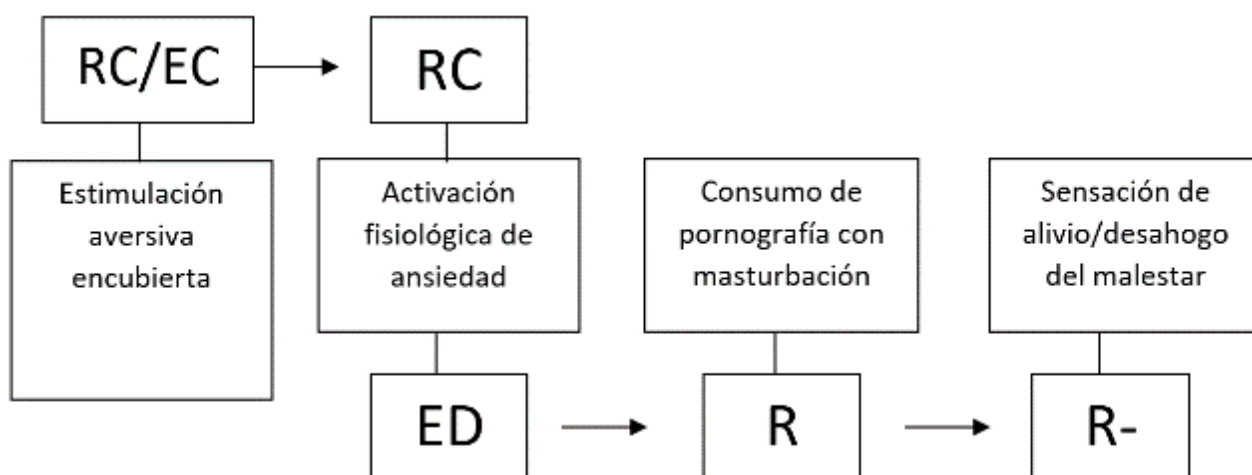 RC/EC
RC
Estimulación
aversiva
encubierta
Activación
fisiológica de
ansiedad
Consumo de
pornografía con
masturbación
Sensación de
alivio/desahogo
del malestar
ED
R
R-